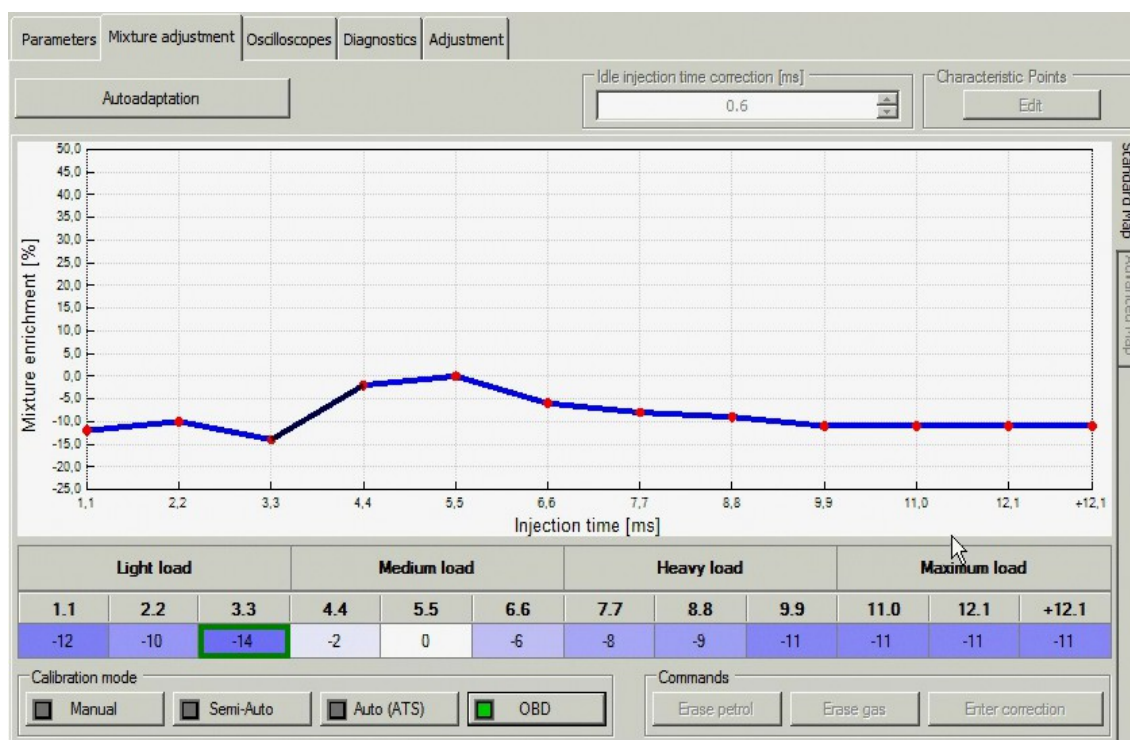 Parameters Mixture adjustment Oscilloscopes Diagnostics Adjustment
Autoadaptation
Idle injection time correction [ms]
0.6
Characteristic Points
Edit
Standard Map
Advanced Map
Mixture enrichment [%]
50,0
45,0
40,0
35,0
30,0
25,0
20,0
15,0
10,0
5,0
0,0
-5,0
-10,0
-15,0
-20,0
-25,0
1,1 2,2 3,3 4,4 5,5 6,6 7,7 8,8 9,9 11,0 12,1 +12,1
Injection time [ms]
Light load Medium load Heavy load Maximum load
1.1 2.2 3.3 4.4 5.5 6.6 7.7 8.8 9.9 11.0 12.1 +12.1
-12 -10 -14 -2 0 -6 -8 -9 -11 -11 -11 -11
Calibration mode
Manual Semi-Auto Auto (ATS) OBD
Commands
Erase petrol Erase gas Enter correction